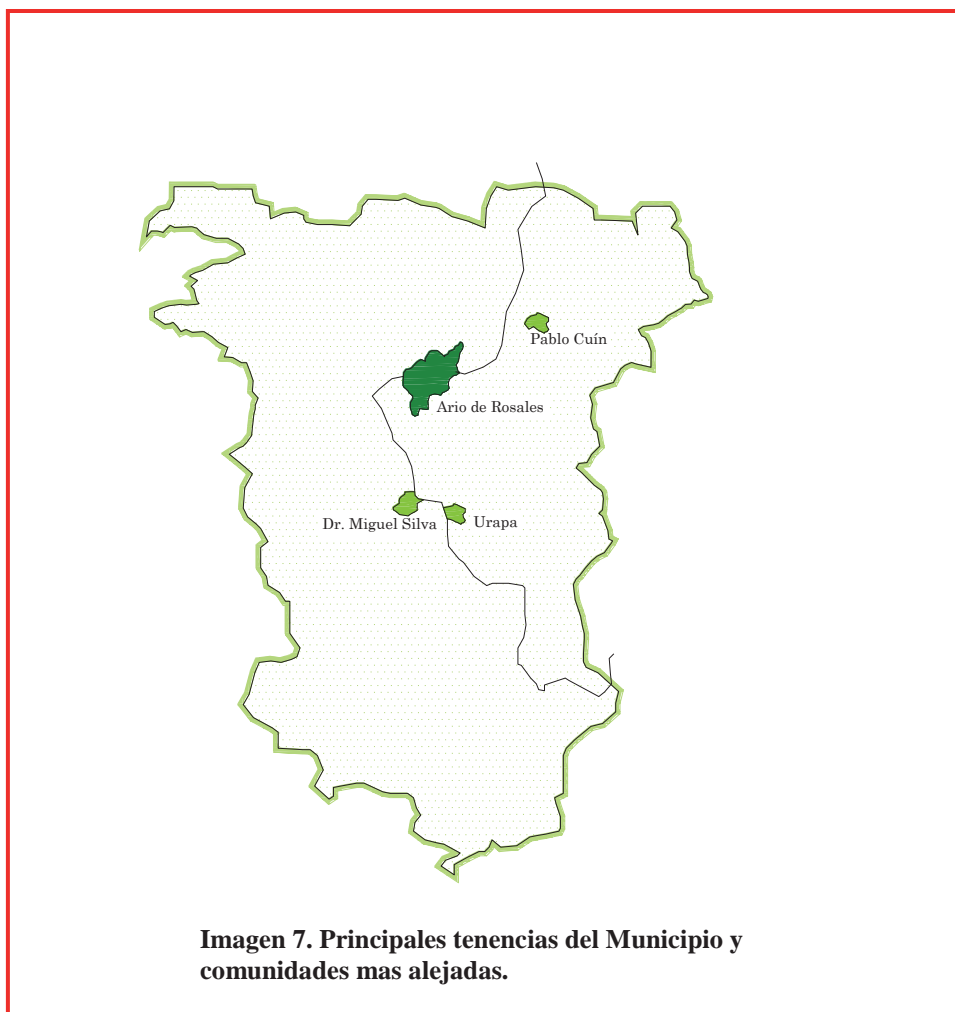 Pablo Cuín
Ario de Rosales
Dr. Miguel Silva
Urapa
Imagen 7. Principales tenencias del Municipio y
comunidades mas alejadas.